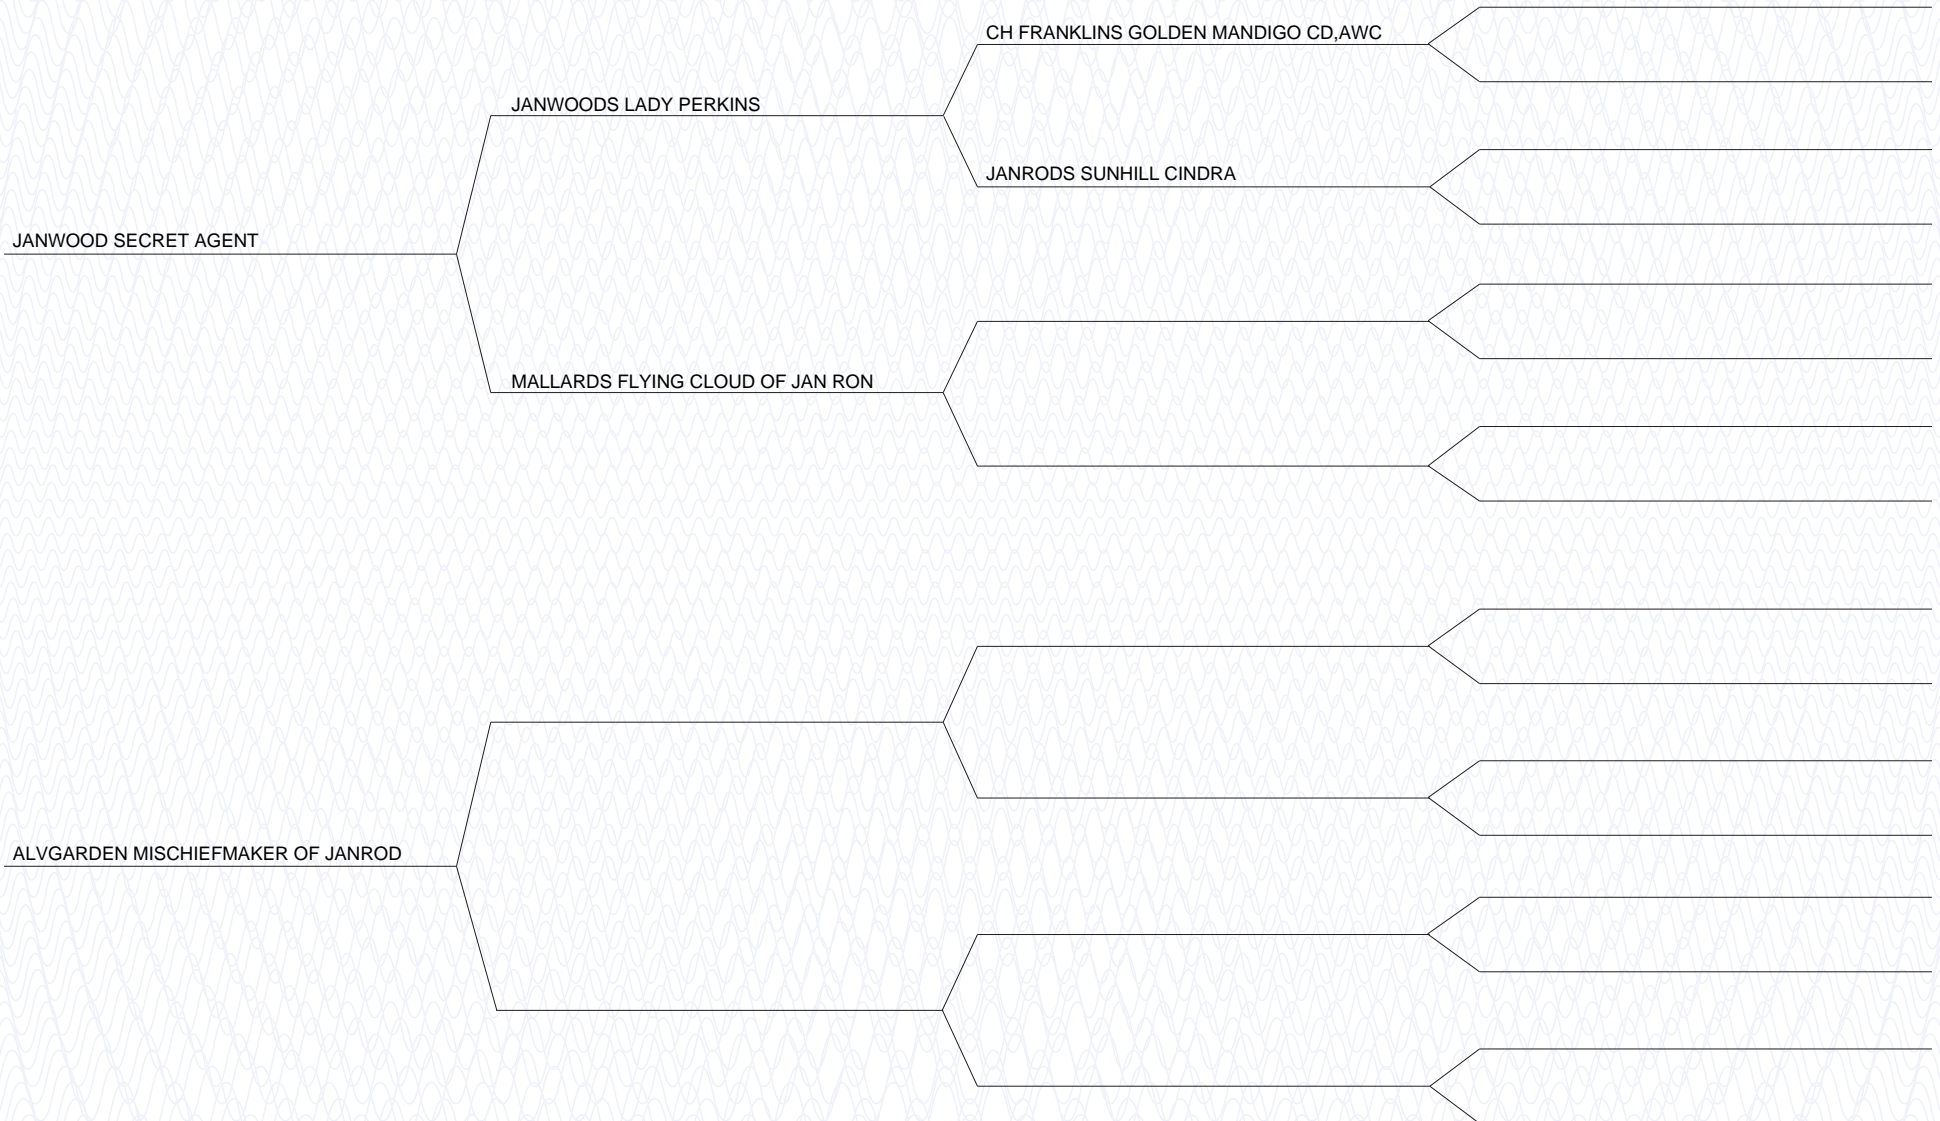 CH FRANKLINS GOLDEN MANDIGO CD,AWC
JANWOODS LADY PERKINS
JANRODS SUNHILL CINDRA
JANWOOD SECRET AGENT
MALLARDS FLYING CLOUD OF JAN RON
ALVGARDEN MISCHIEFMAKER OF JANROD